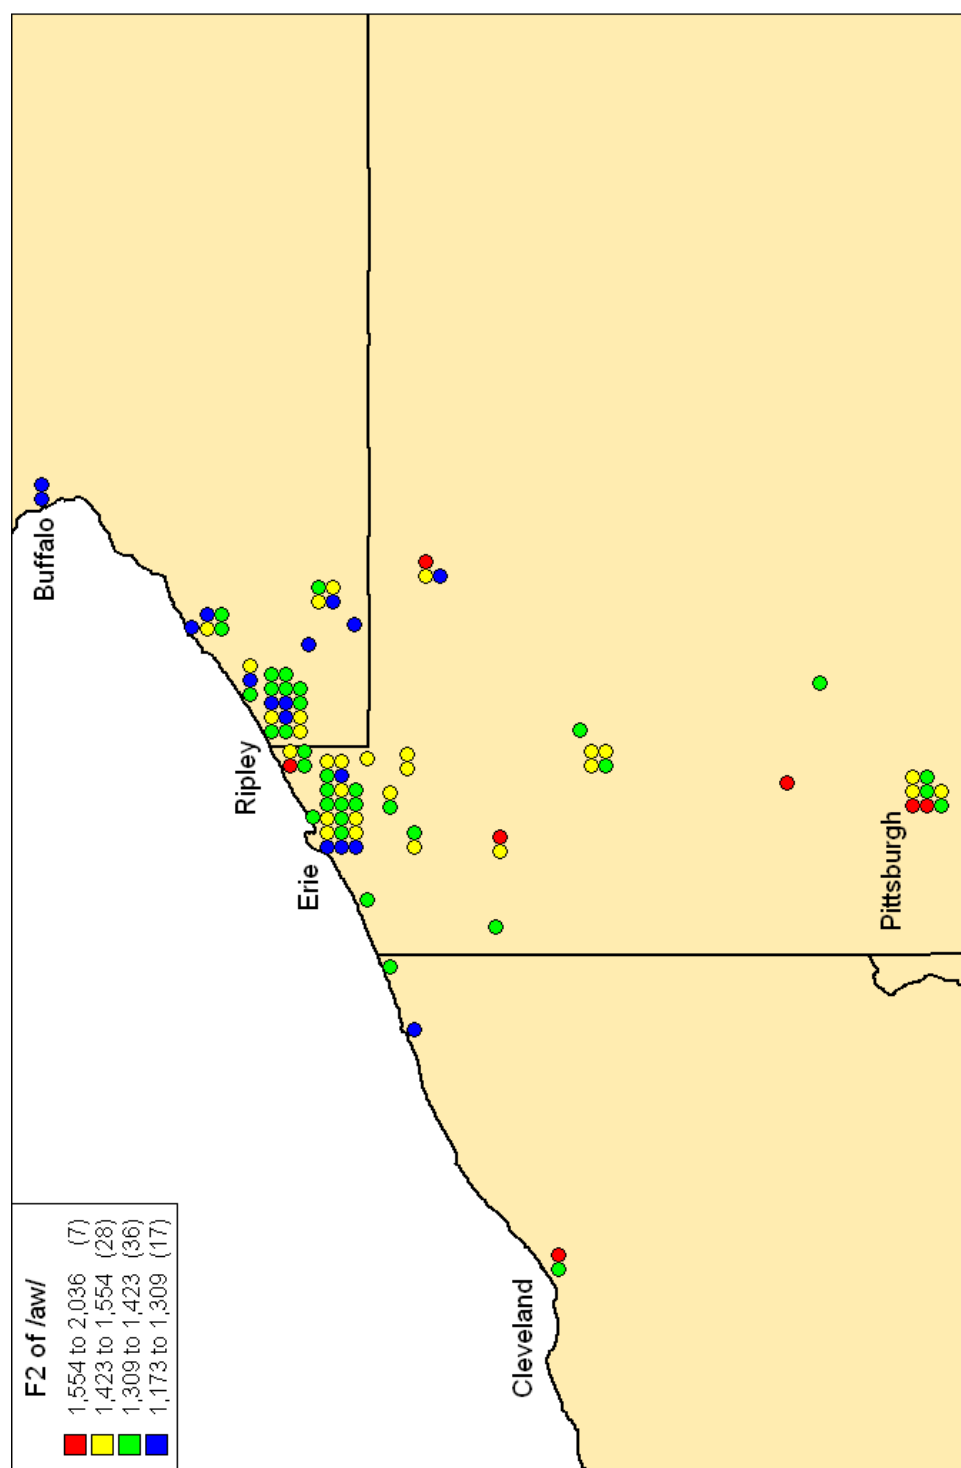 F2 of /aw/
1,554 to 2,036 (7)
1,423 to 1,554 (28)
1,309 to 1,423 (36)
1,173 to 1,309 (17)
Cleveland
Erie
Ripley
Buffalo
Pittsburgh